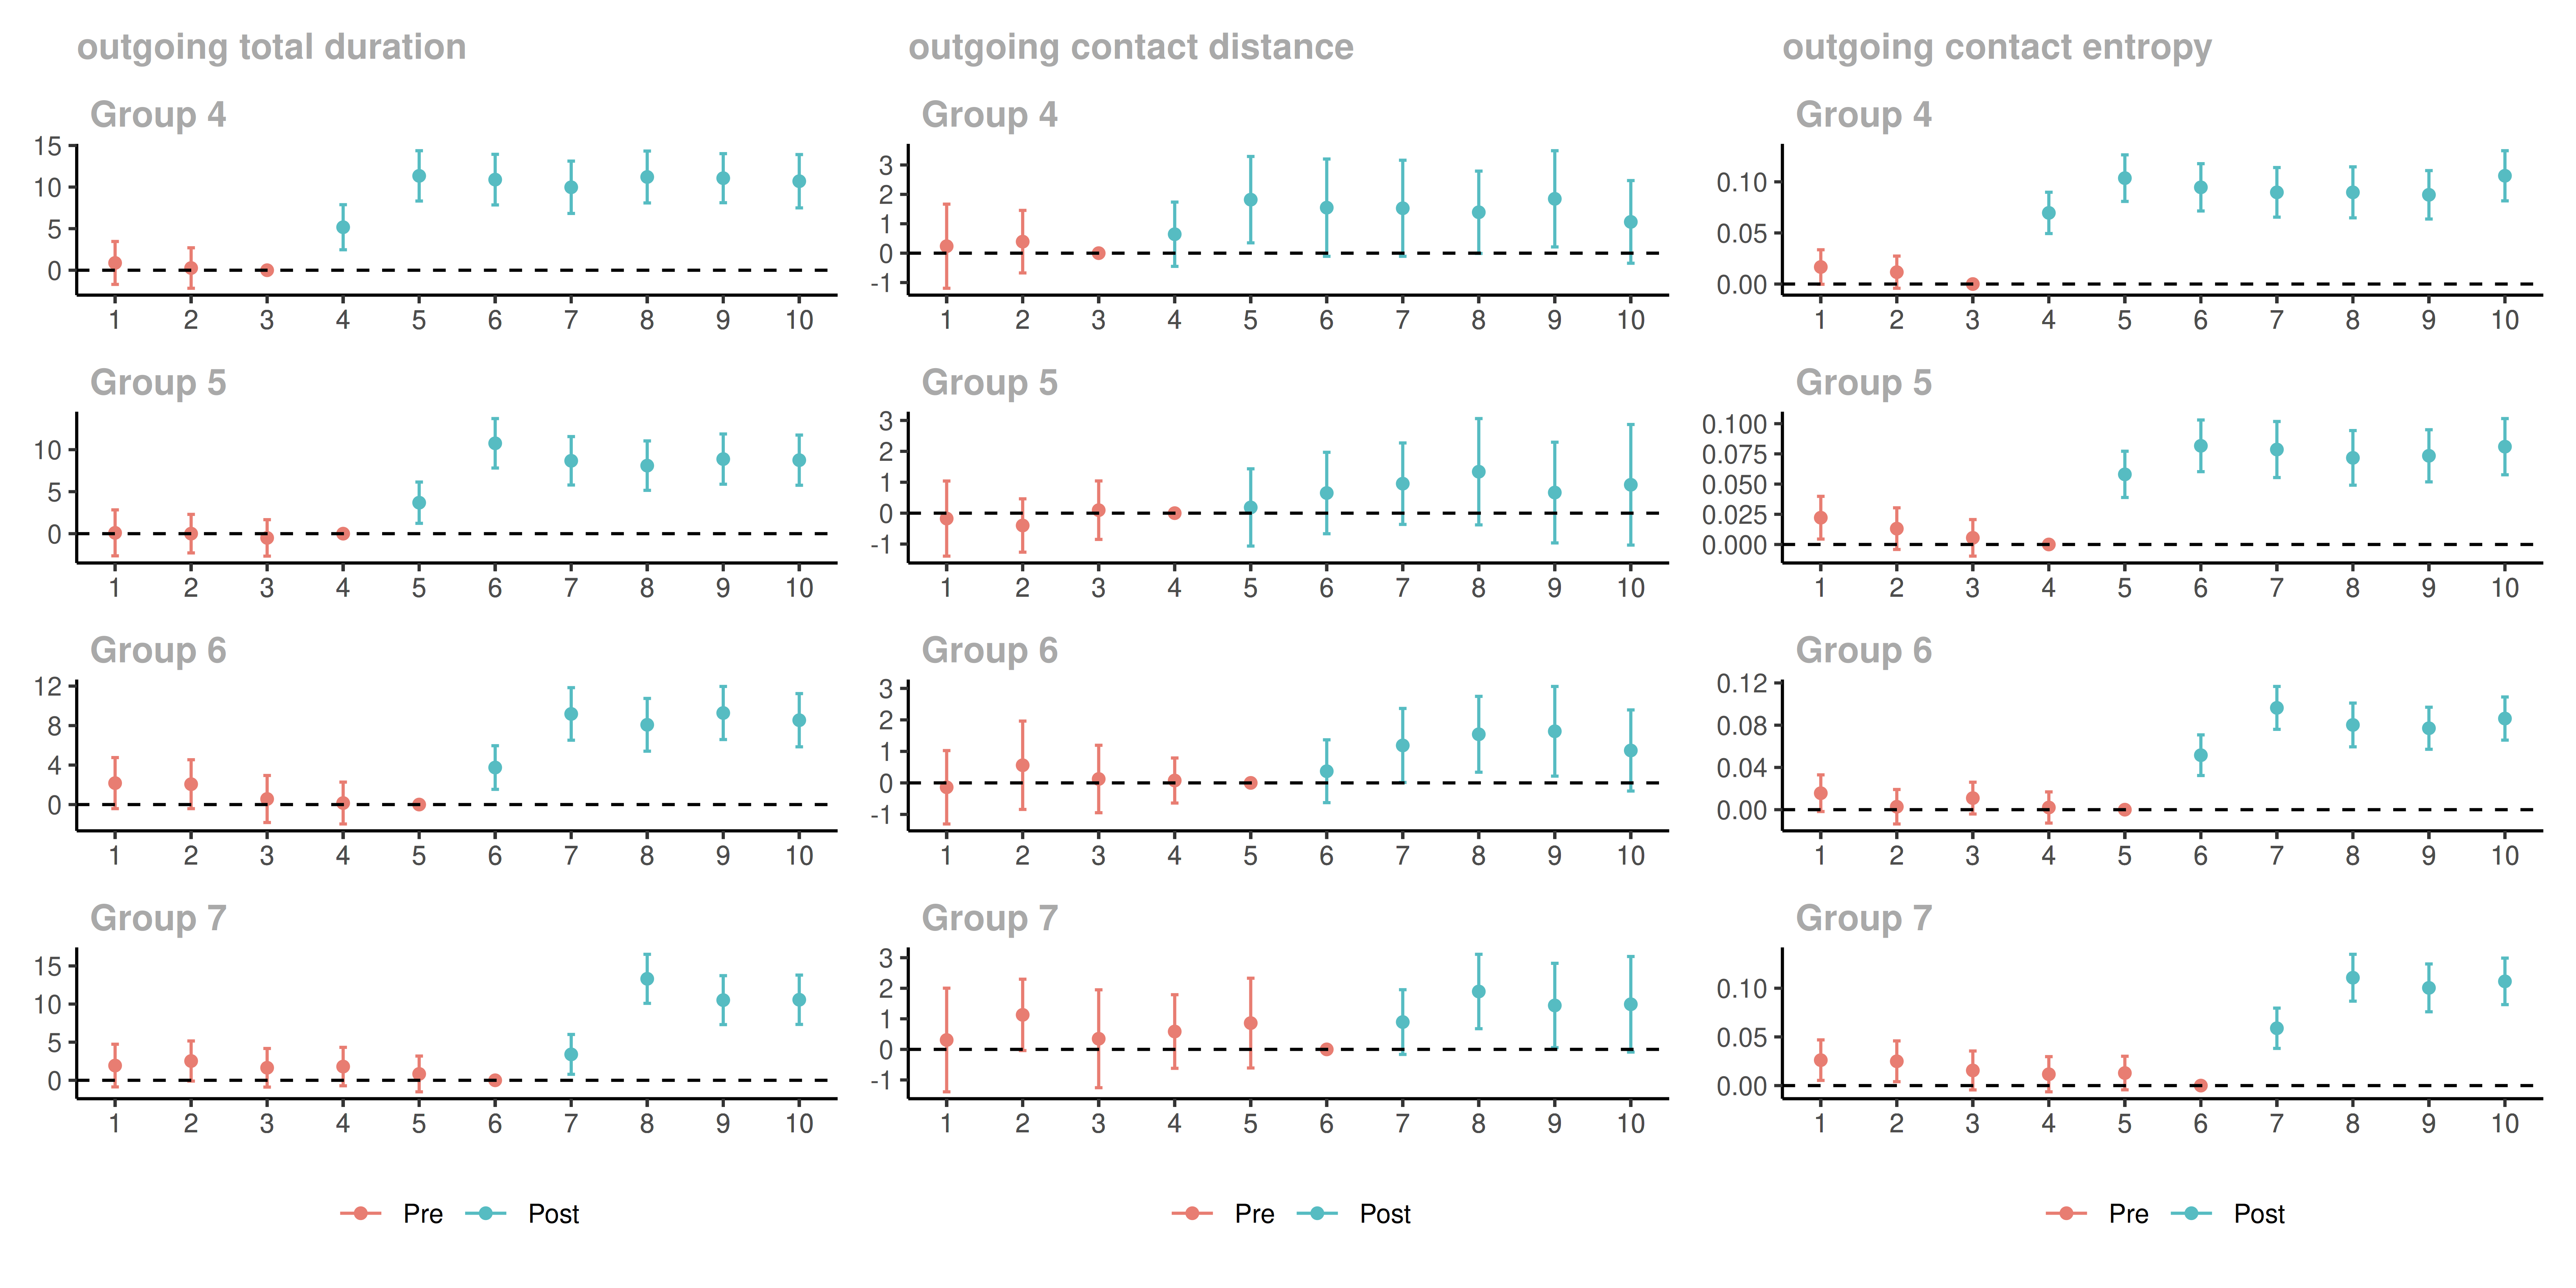 outgoing total duration outgoing contact distance outgoing contact entropy
Group 4 Group 4 Group 4
15
10
5
0
1 2 3 4 5 6 7 8 9 10
3
2
1
0
-1
1 2 3 4 5 6 7 8 9 10
0.10
0.05
0.00
1 2 3 4 5 6 7 8 9 10
Group 5 Group 5 Group 5
10
5
0
1 2 3 4 5 6 7 8 9 10
3
2
1
0
-1
1 2 3 4 5 6 7 8 9 10
0.100
0.075
0.050
0.025
0.000
1 2 3 4 5 6 7 8 9 10
Group 6 Group 6 Group 6
12
8
4
0
1 2 3 4 5 6 7 8 9 10
3
2
1
0
-1
1 2 3 4 5 6 7 8 9 10
0.12
0.08
0.04
0.00
1 2 3 4 5 6 7 8 9 10
Group 7 Group 7 Group 7
15
10
5
0
1 2 3 4 5 6 7 8 9 10
3
2
1
0
-1
1 2 3 4 5 6 7 8 9 10
0.10
0.05
0.00
1 2 3 4 5 6 7 8 9 10
Pre Post Pre Post Pre Post